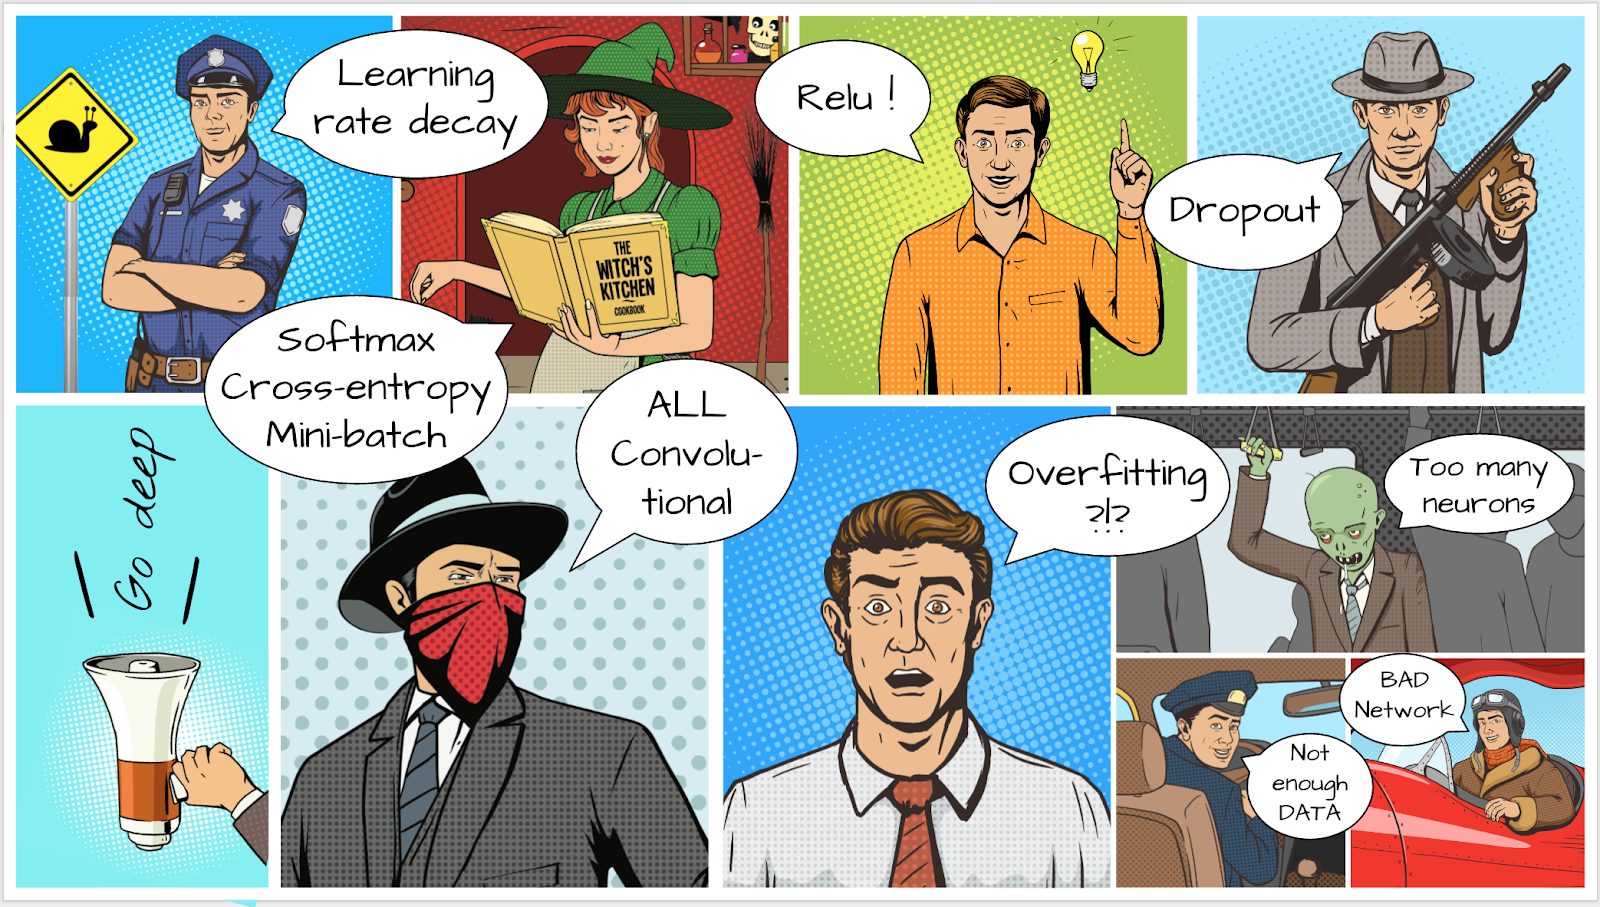 Learning
rate decay
THE
WITCH'S
KITCHEN
COOKBOOK
Relu !
Dropout
Softmax
Cross-entropy
Mini-batch
Go deep
ALL
Convolu-
tional
Overfitting
?!?
Too many
neurons
Not
enough
DATA
BAD
Network